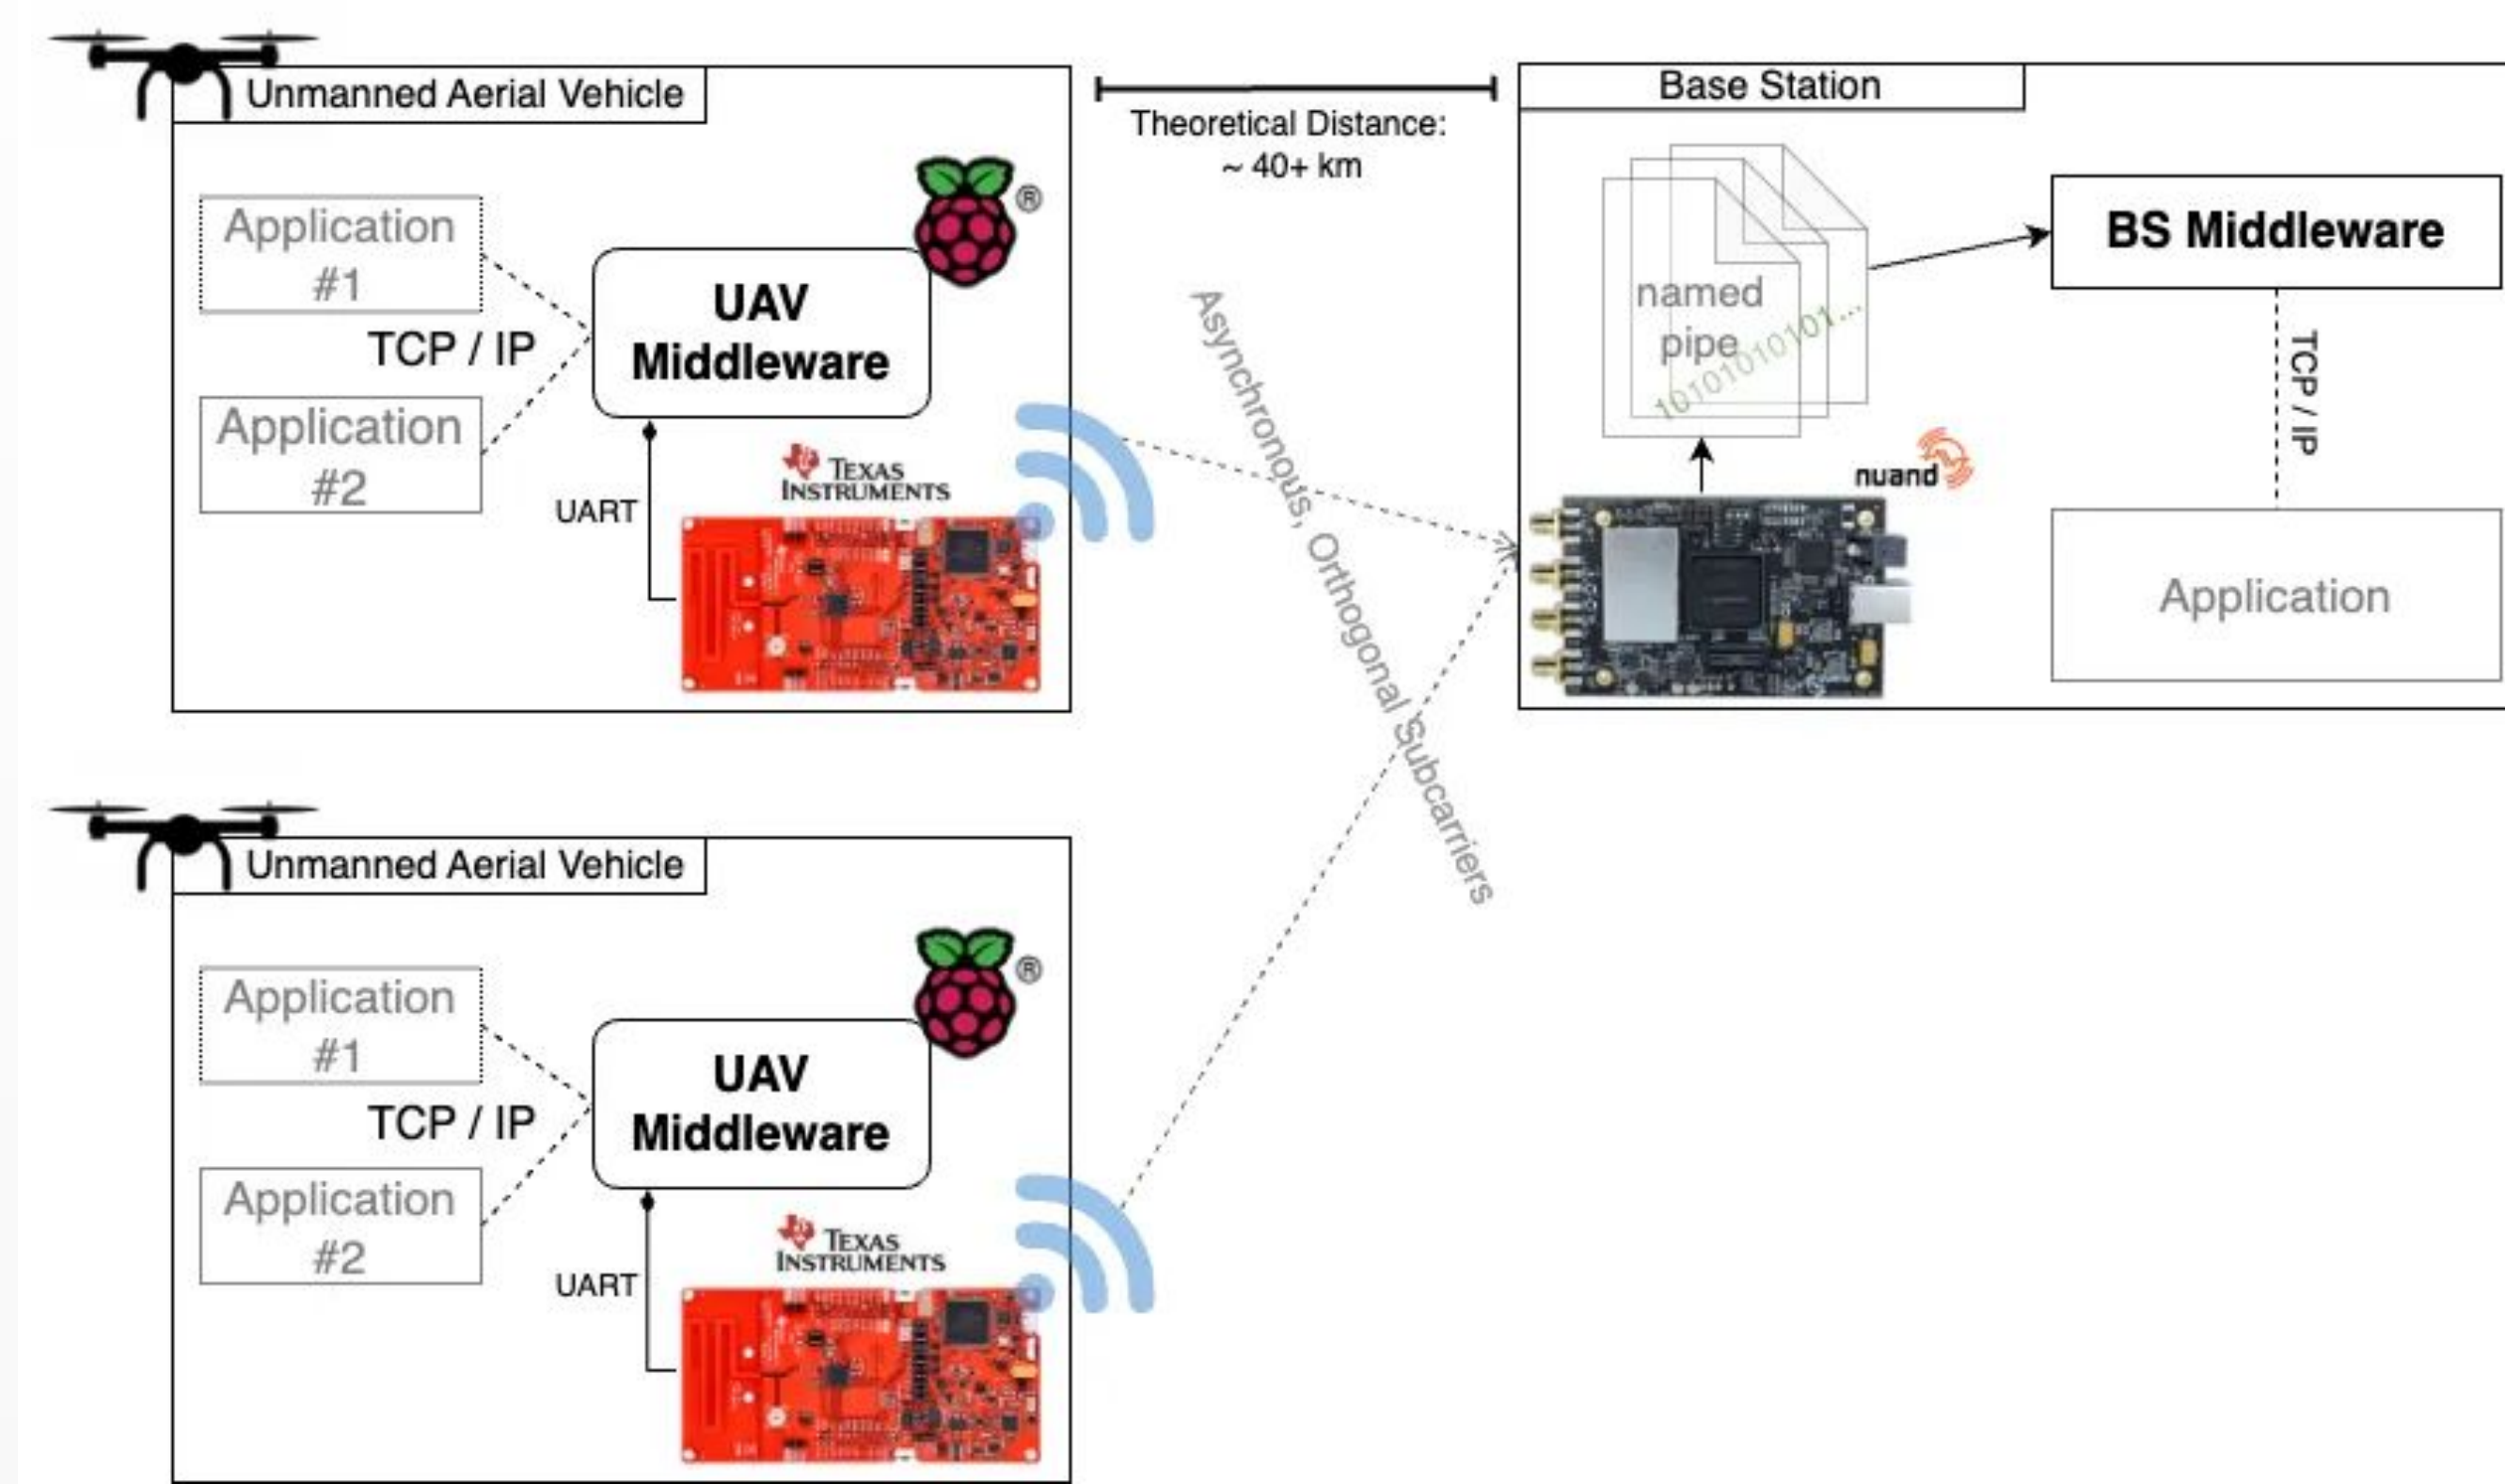 Unmanned Aerial Vehicle
Application
#1
TCP / IP
Application
#2
UAV
Middleware
®
UART
TEXAS
INSTRUMENTS
Theoretical Distance:
~ 40+ km
Asynchronous, Orthogonal Subcarriers
Base Station
named
pipe
101010101010101...
BS Middleware
TCP / IP
nuand
Application
Unmanned Aerial Vehicle
Application
#1
TCP / IP
Application
#2
UAV
Middleware
®
UART
TEXAS
INSTRUMENTS